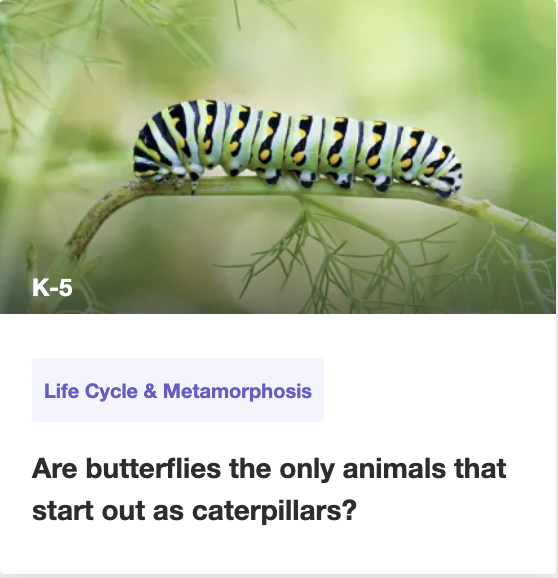 K-5
Life Cycle & Metamorphosis
Are butterflies the only animals that
start out as caterpillars?